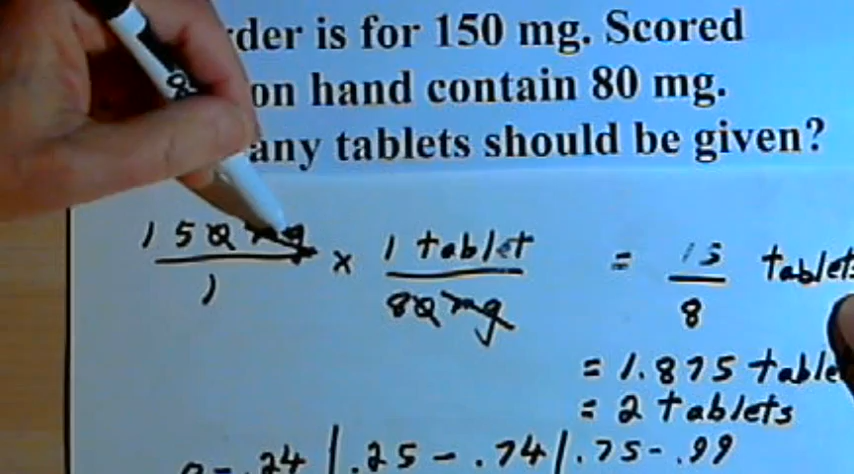 der is for 150 mg. Scored
on hand contain 80 mg.
any tablets should be given?
150 mg × 1 tablet = 15 tablets
1 80 mg 8
= 1.875 table
= 2 tablets
0 - .24 | .25 - .74 | .75 - .99